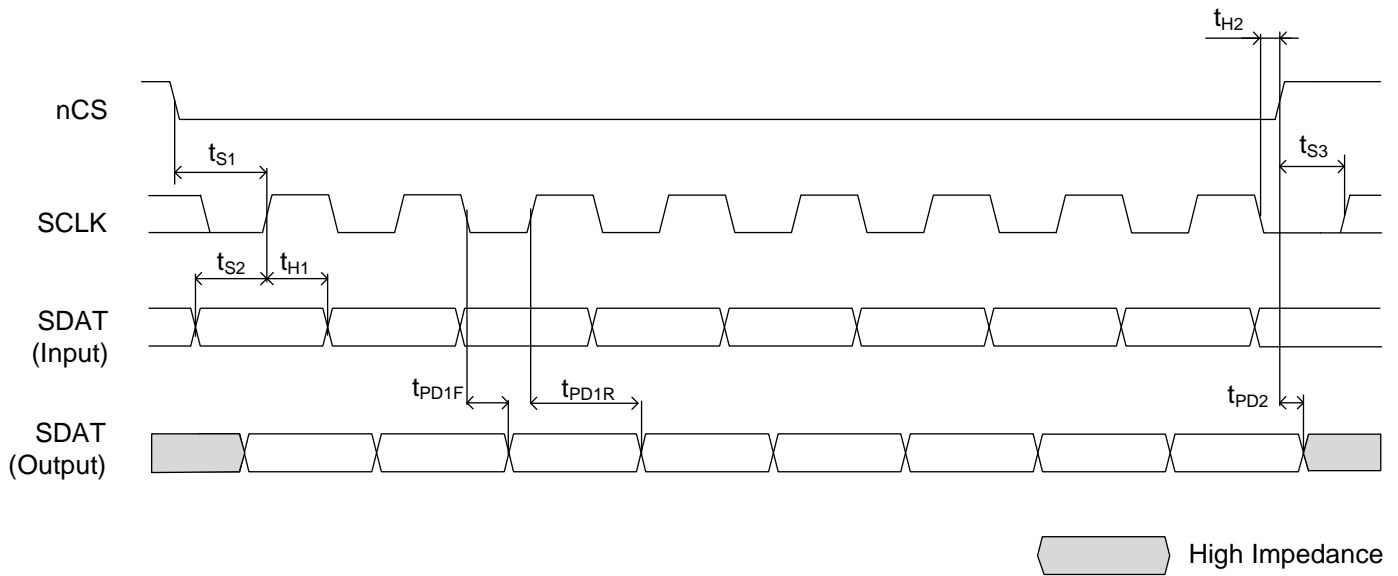 tH2
nCS
tS1
tS3
SCLK
tS2
tH1
SDAT
(Input)
tPD1F
tPD1R
tPD2
SDAT
(Output)
High Impedance